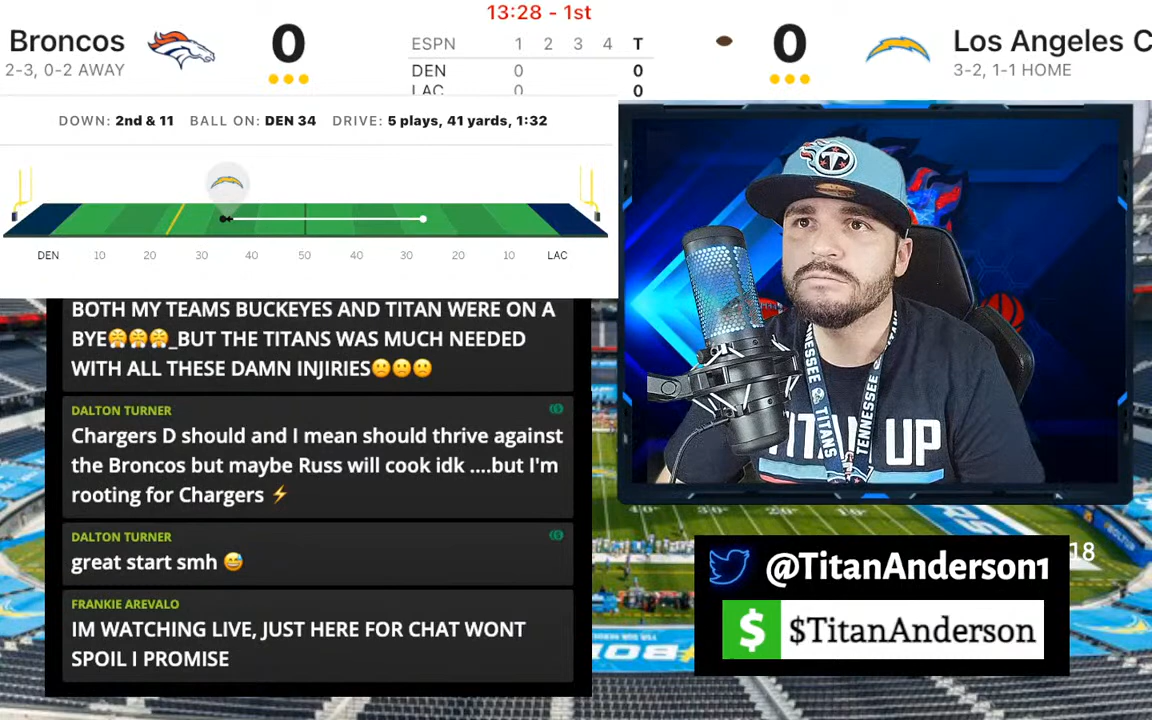 13:28 - 1st
Broncos
2-3, 0-2 AWAY
0
ESPN 1 2 3 4 T
DEN 0 0
LAC 0 0
0
Los Angeles C
3-2, 1-1 HOME
DOWN: 2nd & 11 BALL ON: DEN 34 DRIVE: 5 plays, 41 yards, 1:32
DEN 10 20 30 40 50 40 30 20 10 LAC
BOTH MY TEAMS BUCKEYES AND TITAN WERE ON A
BYE😤😤😤_BUT THE TITANS WAS MUCH NEEDED
WITH ALL THESE DAMN INJIRIES🙁🙁🙁
DALTON TURNER
Chargers D should and I mean should thrive against
the Broncos but maybe Russ will cook idk ....but I'm
rooting for Chargers ⚡
DALTON TURNER
great start smh 😅
FRANKIE AREVALO
IM WATCHING LIVE, JUST HERE FOR CHAT WONT
SPOIL I PROMISE
TENNESSEE
TITANS
TENNESSEE
UP
18
@TitanAnderson1
$ $TitanAnderson